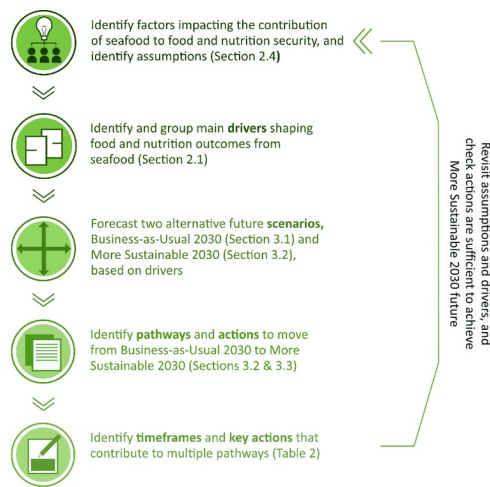 Identify factors impacting the contribution
of seafood to food and nutrition security, and
identify assumptions (Section 2.4)
Identify and group main drivers shaping
food and nutrition outcomes from
seafood (Section 2.1)
Forecast two alternative future scenarios,
Business-as-Usual 2030 (Section 3.1) and
More Sustainable 2030 (Section 3.2),
based on drivers
Identify pathways and actions to move
from Business-as-Usual 2030 to More
Sustainable 2030 (Sections 3.2 & 3.3)
Identify timeframes and key actions that
contribute to multiple pathways (Table 2)
Revisit assumptions and drivers, and
check actions are sufficient to achieve
More Sustainable 2030 future